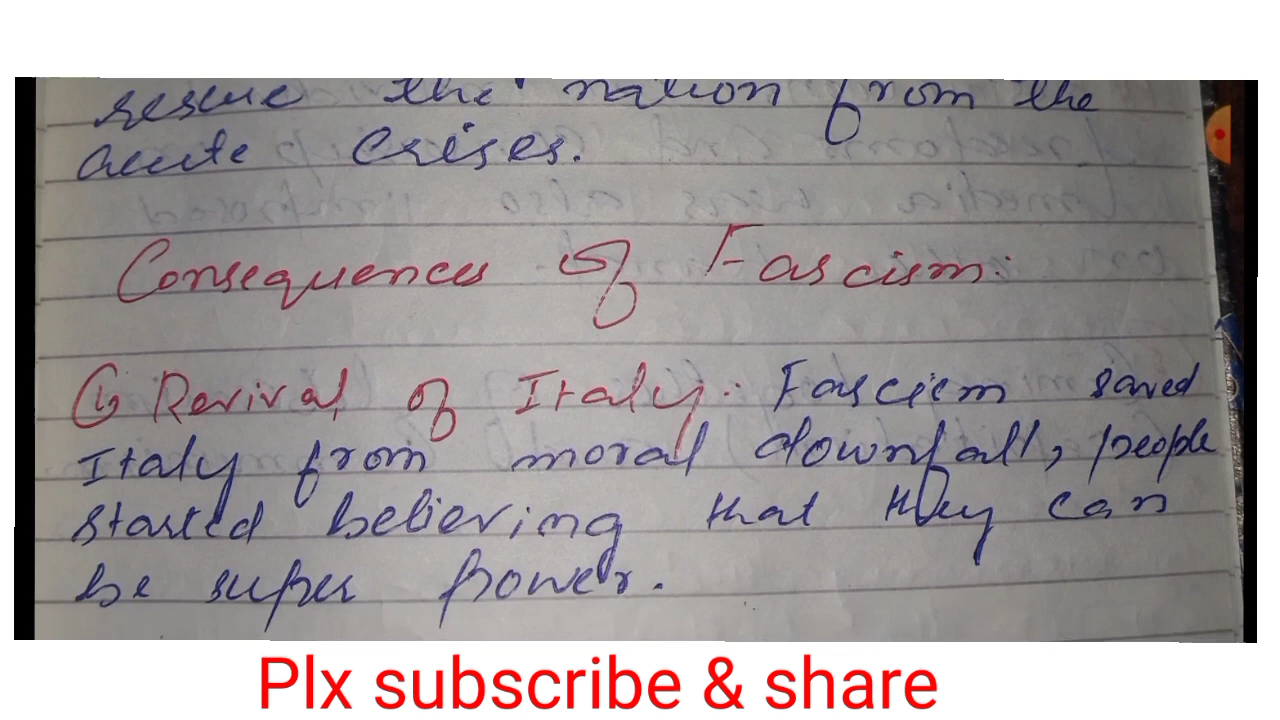 rescue the nation from the
acute crises.
Consequences of Fascism:
(1) Revival of Italy: Fascism saved
Italy from moral downfall, people
started believing that they can
be super power.
Plx subscribe & share